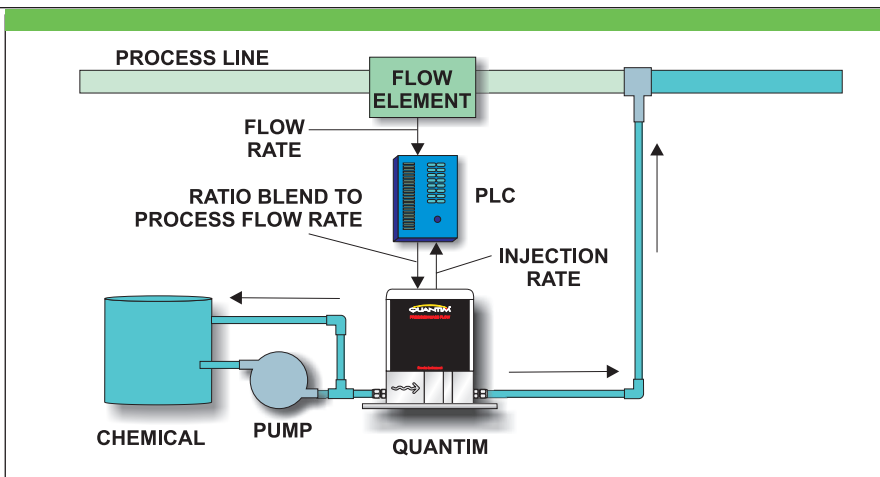 PROCESS LINE
FLOW
ELEMENT
FLOW
RATE
RATIO BLEND TO
PROCESS FLOW RATE
PLC
INJECTION
RATE
QUANTIM
CHEMICAL
PUMP
QUANTIM